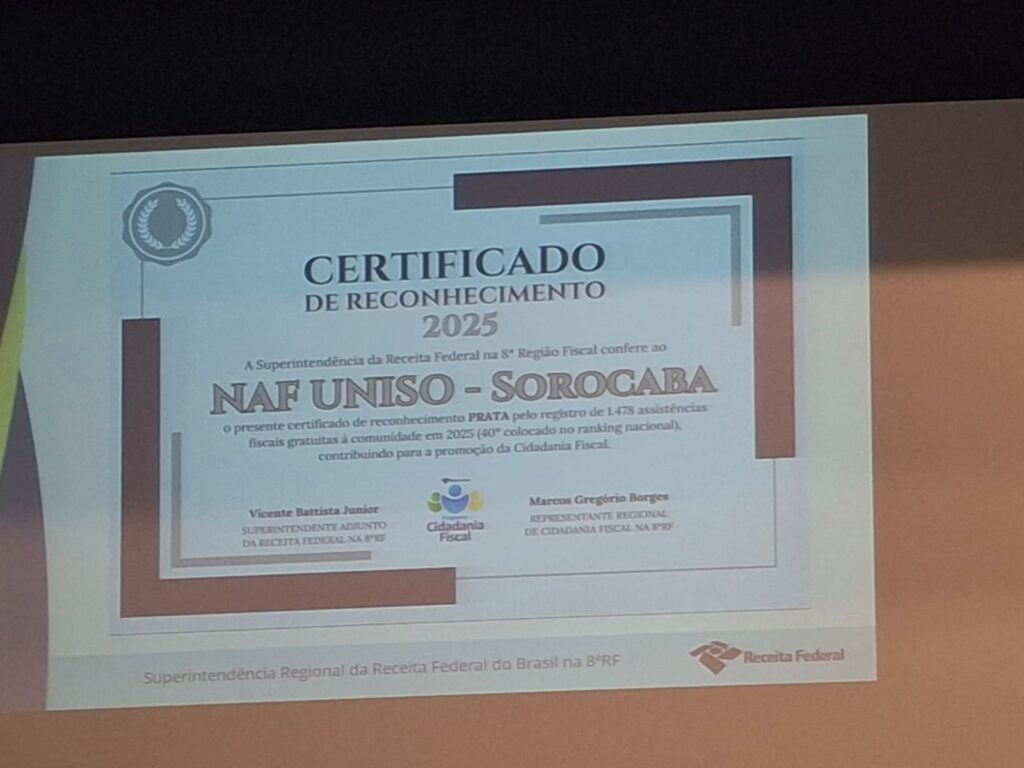 CERTIFICADO
DE RECONHECIMENTO
2025
A Superintendência da Receita Federal na 8ª Região Fiscal confere ao
NAF UNISO - SOROCABA
o presente certificado de reconhecimento PRATA pelo registro de 1.478 assistências
fiscais gratuitas à comunidade em 2025 (40º colocado no ranking nacional),
contribuindo para a promoção da Cidadania Fiscal.
Vicente Battista Junior
SUPERINTENDENTE ADJUNTO
DA RECEITA FEDERAL NA 8ªRF
Cidadania
Fiscal
Marcos Gregório Borges
REPRESENTANTE REGIONAL
DE CIDADANIA FISCAL NA 8ªRF
Superintendência Regional da Receita Federal do Brasil na 8ªRF
Receita Federal